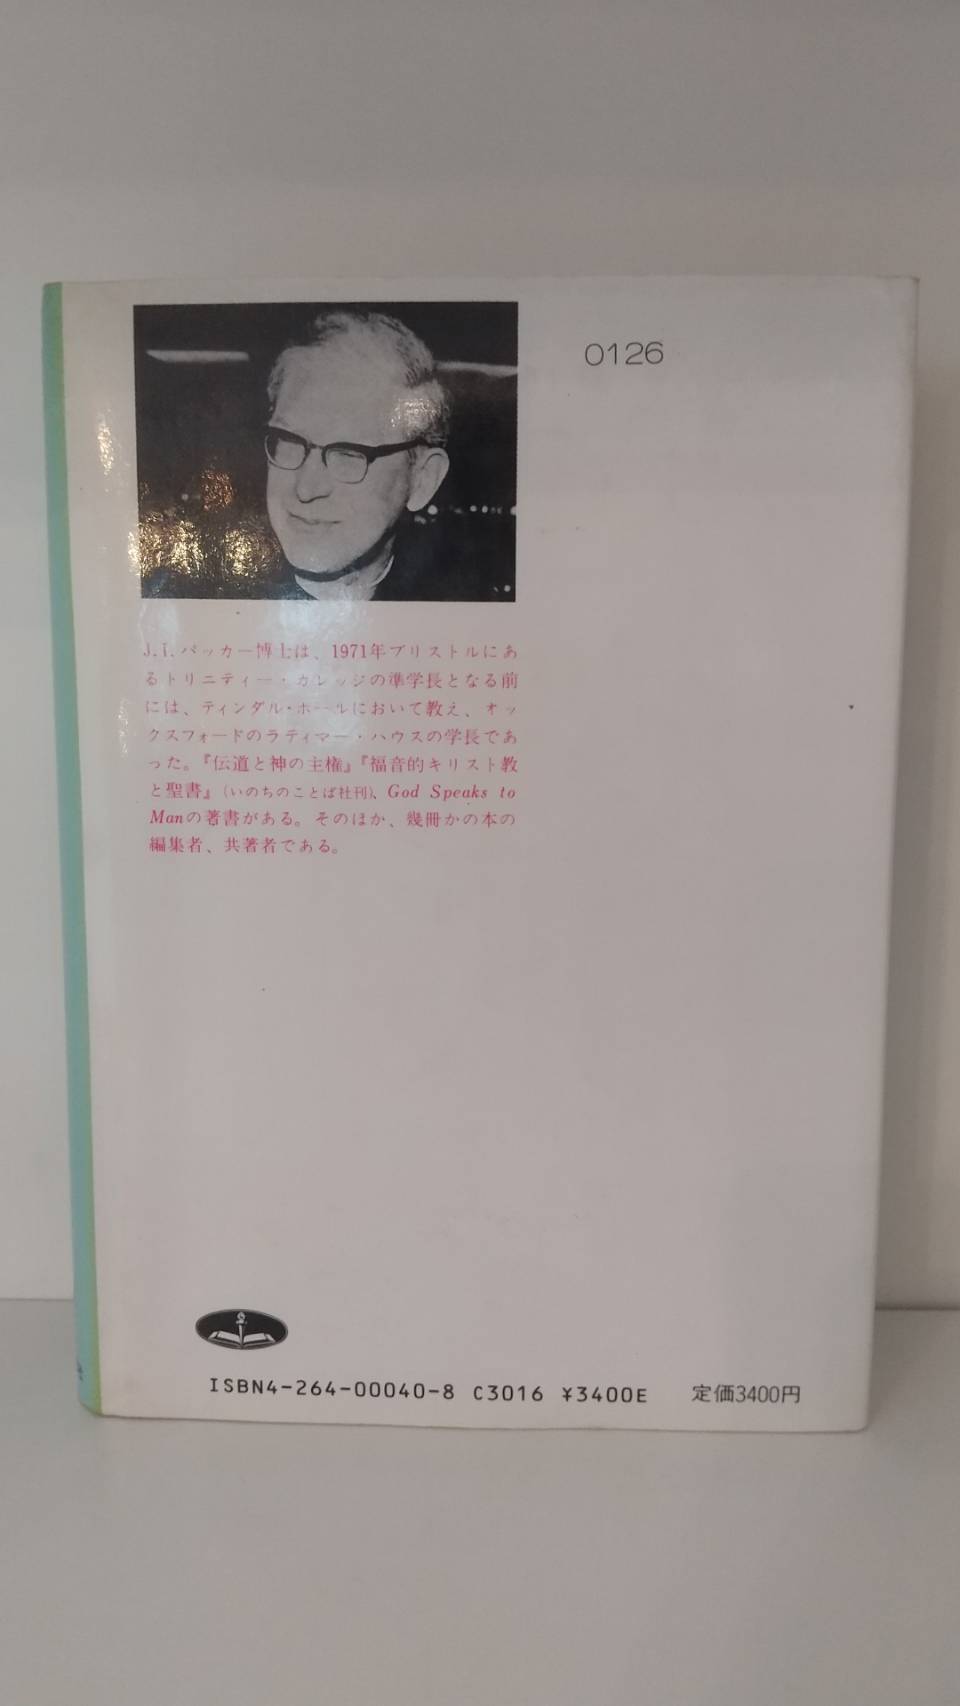 0126
J.I.パッカー博士は、1971年ブリストルにあ
るトリニティー・カレッジの準学長となる前
には、ティンダル・ホールにおいて教え、オッ
クスフォードのラティマー・ハウスの学長であ
った。『伝道と神の主権』『福音的キリスト教
と聖書』(いのちのことば社刊)、God Speaks to
Manの著書がある。そのほか、幾冊かの本の
編集者、共著者である。
ISBN4-264-00040-8 C3016 ¥3400E 定価3400円